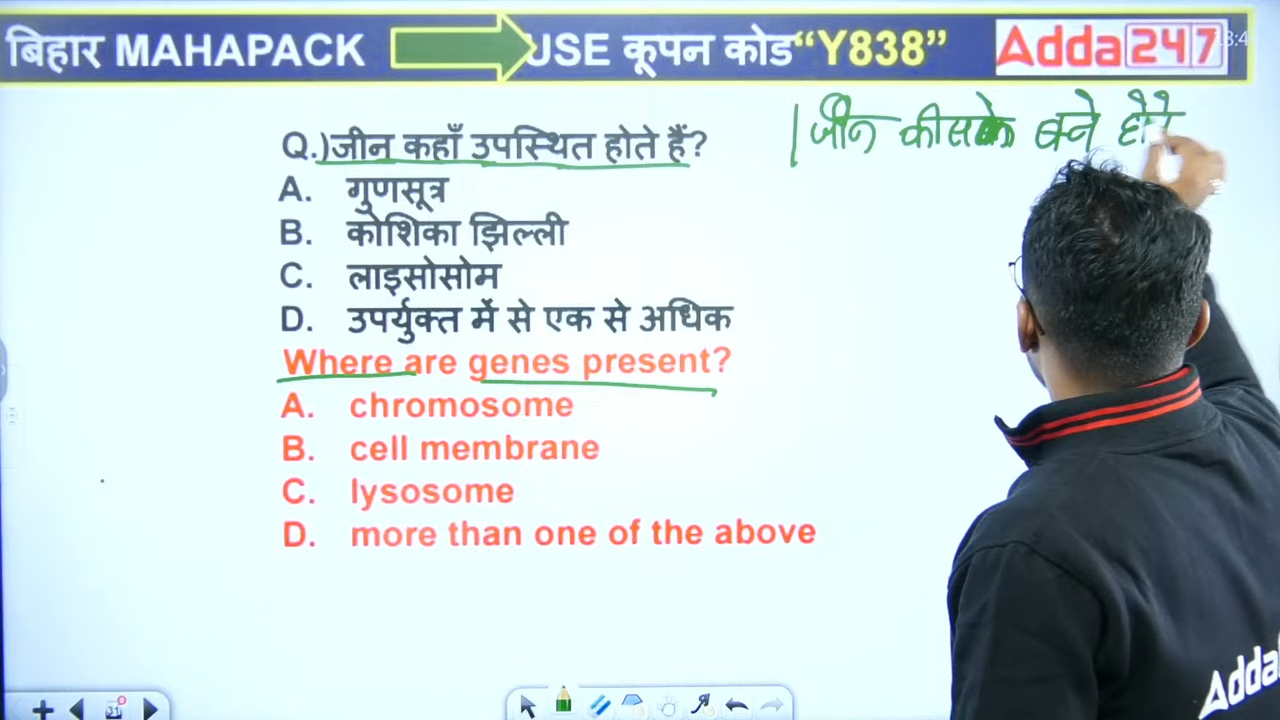 बिहार MAHAPACK USE कूपन कोड“Y838” Adda247
Q.)जीन कहाँ उपस्थित होते हैं?
जीन कीसके बने होते
A. गुणसूत्र
B. कोशिका झिल्ली
C. लाइसोसोम
D. उपर्युक्त में से एक से अधिक
Where are genes present?
A. chromosome
B. cell membrane
C. lysosome
D. more than one of the above
31